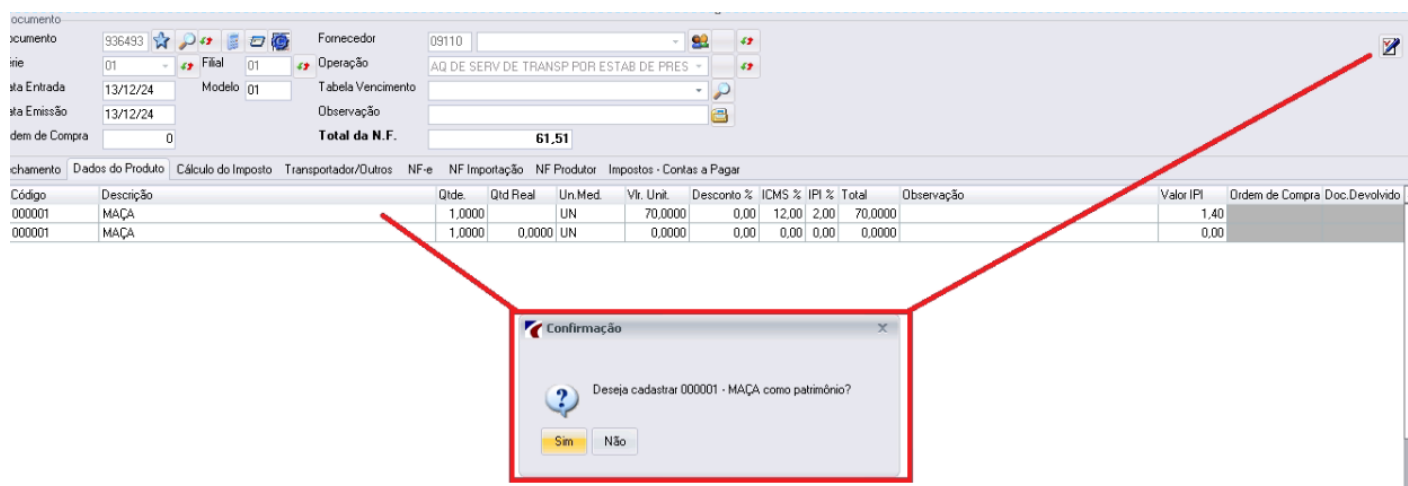 ocumento
ocumento 936493 Fornecedor 09110
érie 01 Filial 01 Operação AQ DE SERV DE TRANSP POR ESTAB DE PRES
ata Entrada 13/12/24 Modelo 01 Tabela Vencimento
ata Emissão 13/12/24 Observação
dem de Compra 0 Total da N.F. 61,51
echamento Dados do Produto Cálculo do Imposto Transportador/Outros NF-e NF Importação NF Produtor Impostos - Contas a Pagar
Código Descrição Qtde. Qtd Real Un.Med. Vlr. Unit. Desconto % ICMS % IPI % Total Observação Valor IPI Ordem de Compra Doc.Devolvido
000001 MAÇA 1,0000 UN 70,0000 0,00 12,00 2,00 70,0000 1,40
000001 MAÇA 1,0000 0,0000 UN 0,0000 0,00 0,00 0,00 0,0000 0,00
Confirmação
Deseja cadastrar 000001 - MAÇA como patrimônio?
Sim Não